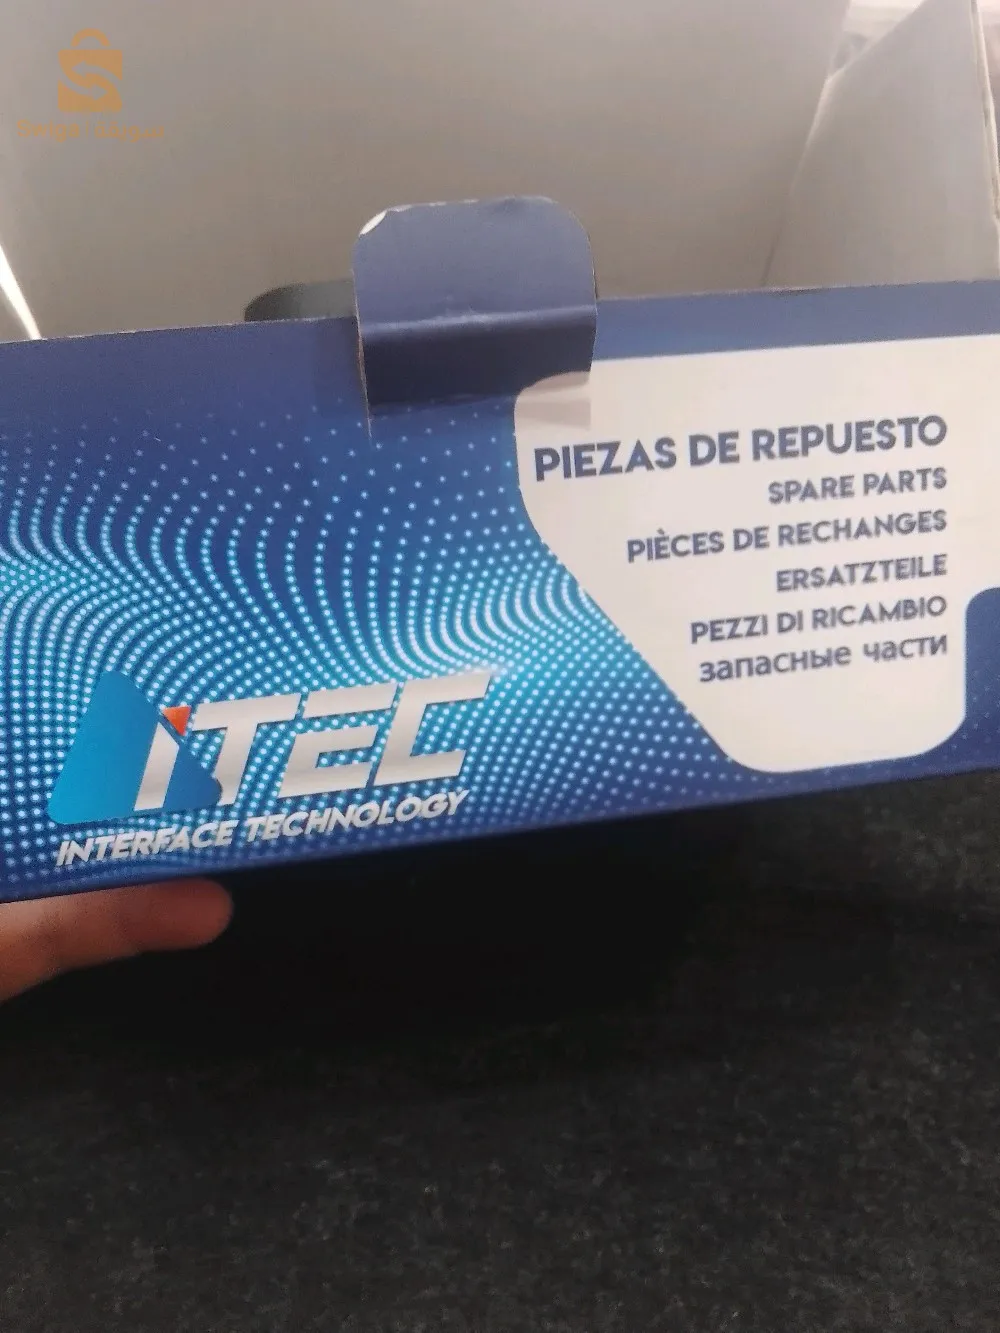 PIEZAS DE REPUESTO
SPARE PARTS
PIÈCES DE RECHANGES
ERSATZTEILE
PEZZI DI RICAMBIO
запасные части
iTEC
INTERFACE TECHNOLOGY